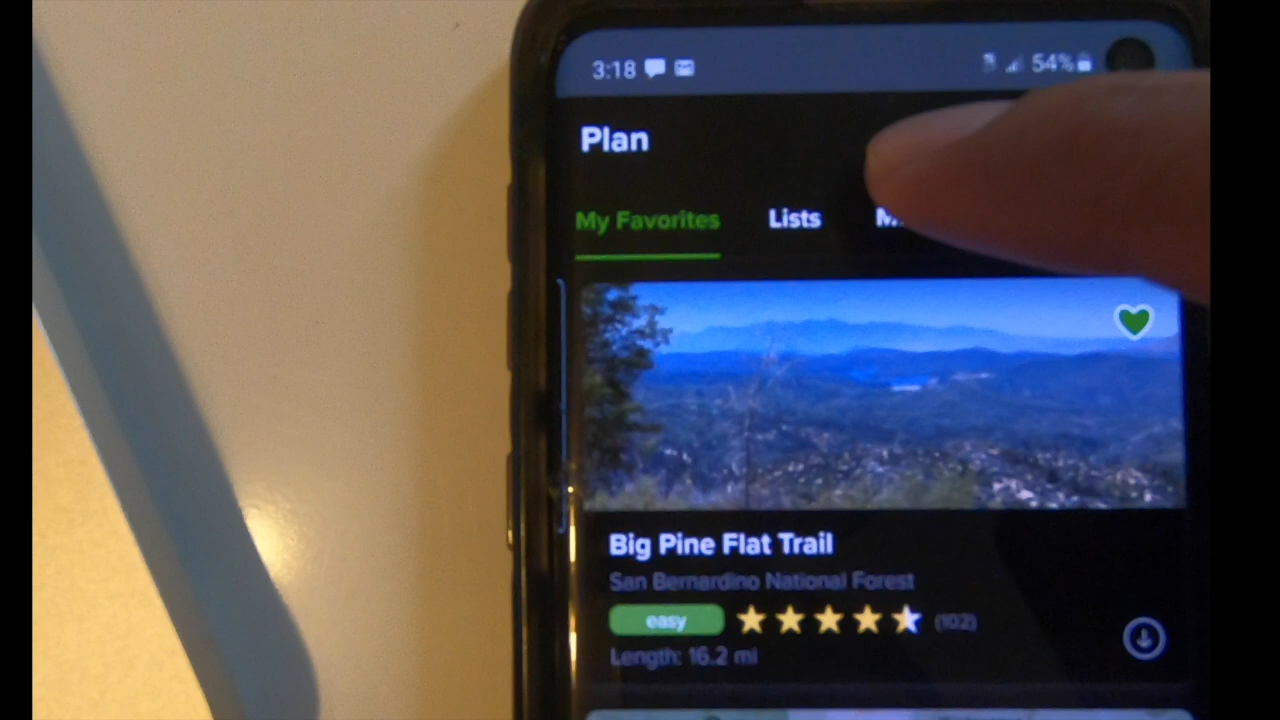 3:18 54%
Plan
My Favorites Lists
Big Pine Flat Trail
San Bernardino National Forest
easy (102)
Length: 16.2 mi